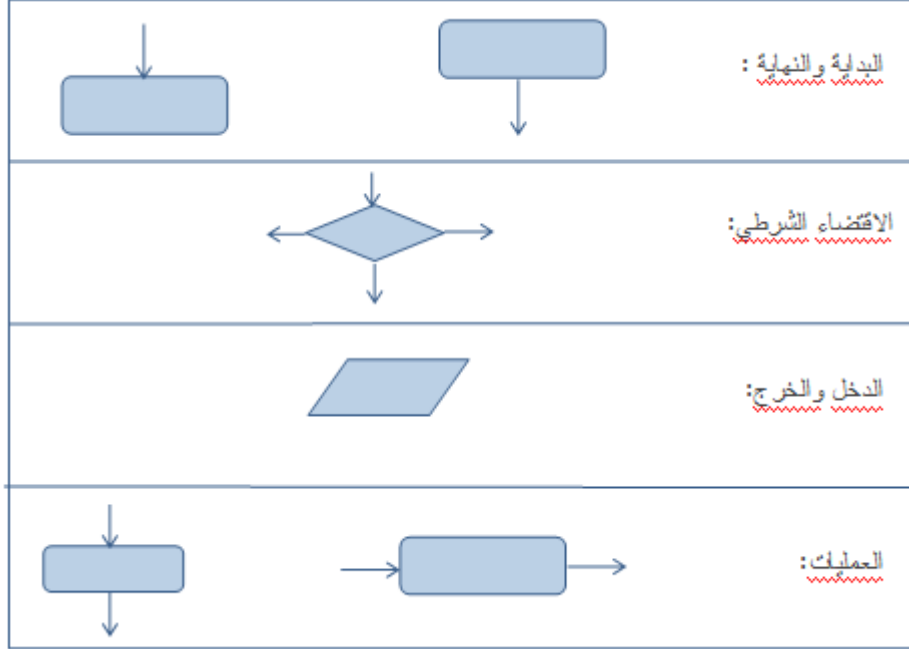 البداية والنهاية :
الاقتضاء الشرطي:
الدخل والخرج:
العمليات: